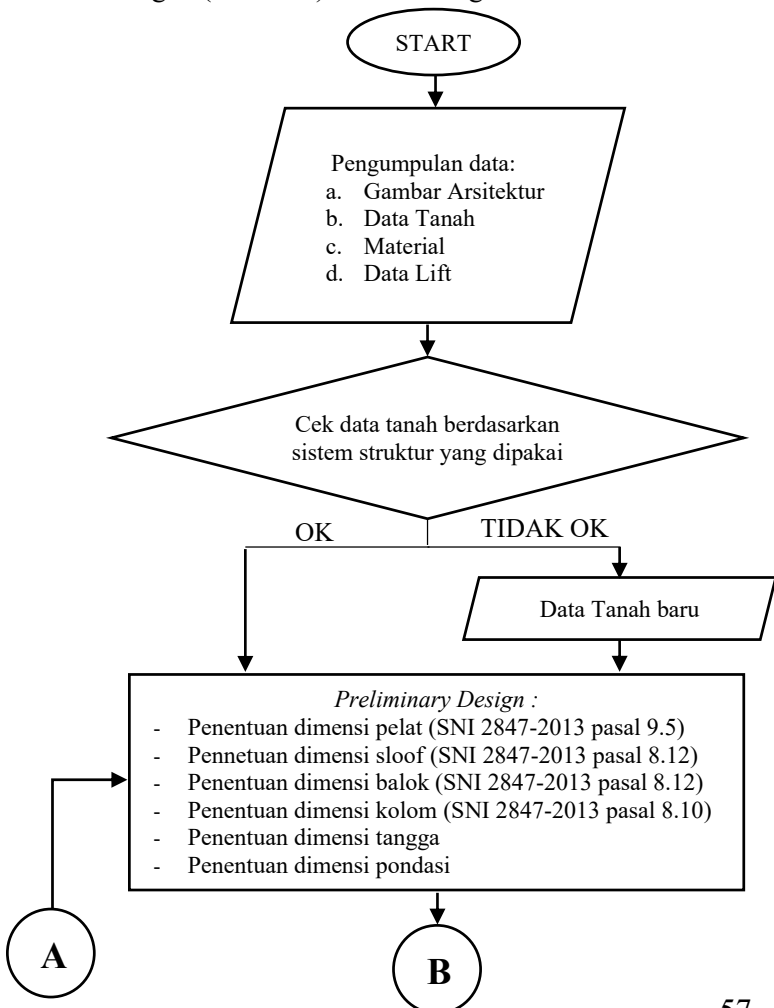 START
Pengumpulan data:
a. Gambar Arsitektur
b. Data Tanah
c. Material
d. Data Lift
Cek data tanah berdasarkan
sistem struktur yang dipakai
OK
TIDAK OK
Data Tanah baru
Preliminary Design :
- Penentuan dimensi pelat (SNI 2847-2013 pasal 9.5)
- Pennetuan dimensi sloof (SNI 2847-2013 pasal 8.12)
- Penentuan dimensi balok (SNI 2847-2013 pasal 8.12)
- Penentuan dimensi kolom (SNI 2847-2013 pasal 8.10)
- Penentuan dimensi tangga
- Penentuan dimensi pondasi
A
B